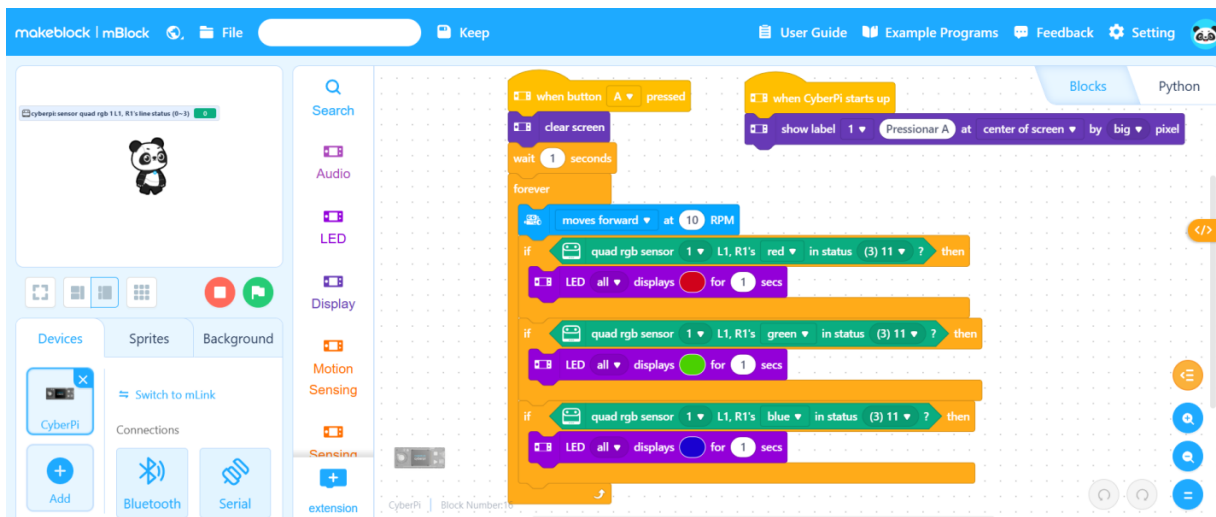 makeblock | mBlock File Keep User Guide Example Programs Feedback Setting
cyberpi: sensor quad rgb 1 L1, R1's line status (0~3) 0
Devices Sprites Background
CyberPi
Add
Switch to mLink
Connections
Bluetooth Serial
Search
Audio
LED
Display
Motion
Sensing
Sensing
extension
when button A pressed
clear screen
wait 1 seconds
forever
moves forward at 10 RPM
if quad rgb sensor 1 L1, R1's red in status (3) 11 ? then
LED all displays for 1 secs
if quad rgb sensor 1 L1, R1's green in status (3) 11 ? then
LED all displays for 1 secs
if quad rgb sensor 1 L1, R1's blue in status (3) 11 ? then
LED all displays for 1 secs
when CyberPi starts up
show label 1 Pressionar A at center of screen by big pixel
Blocks Python
</>
CyberPi Block Number:16